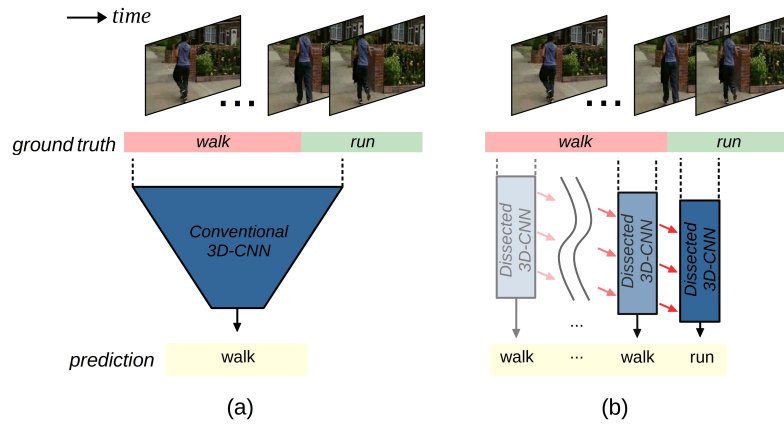 time
ground truth
walk
run
walk
run
Conventional
3D-CNN
Dissected
3D-CNN
Dissected
3D-CNN
Dissected
3D-CNN
...
prediction
walk
walk
...
walk
run
(a)
(b)